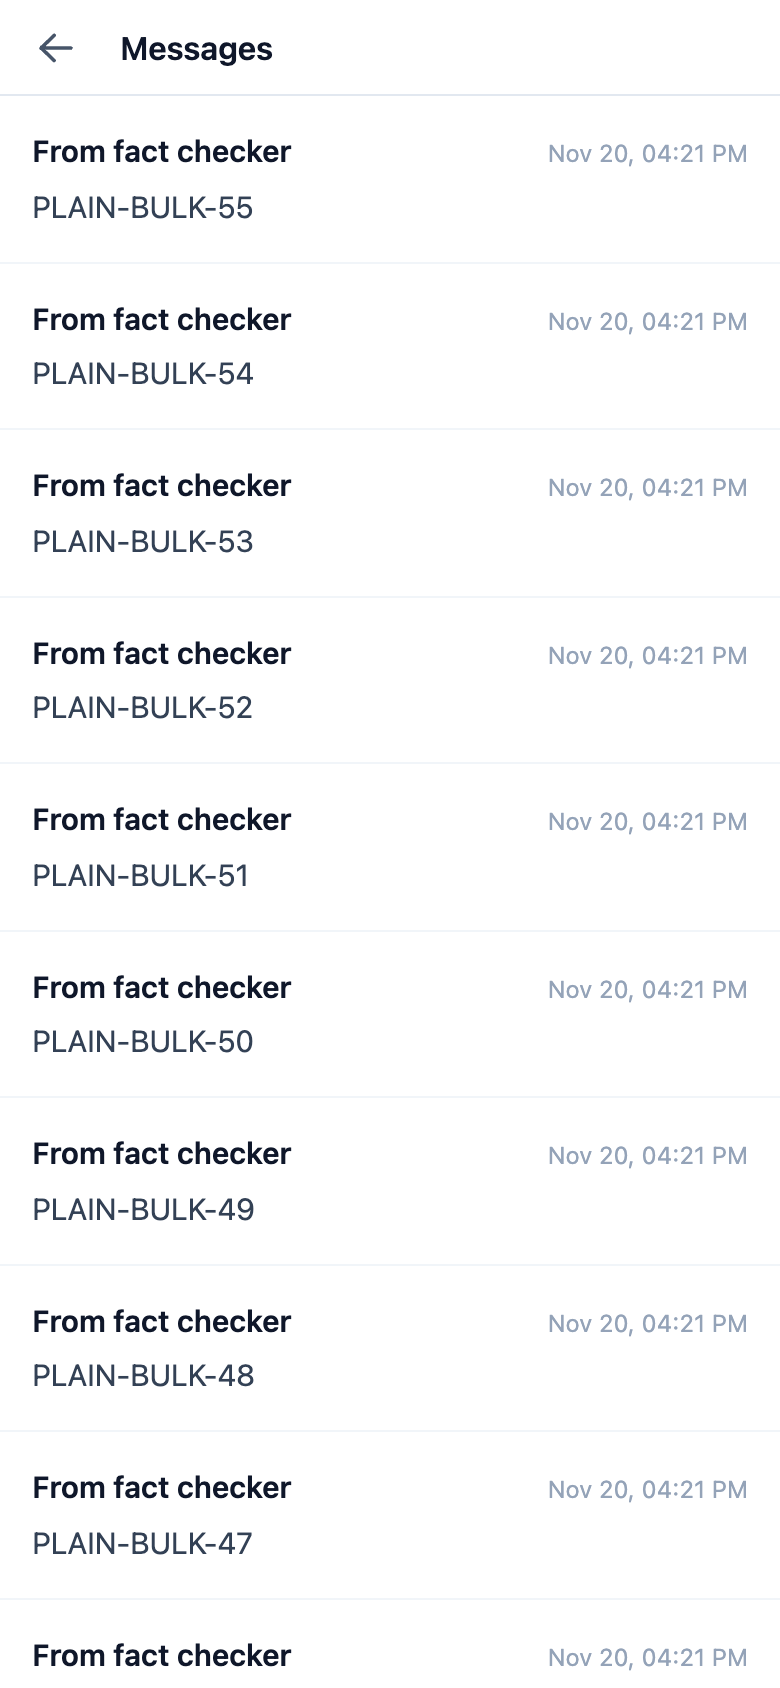 Messages
From fact checker
Nov 20, 04:21 PM
PLAIN-BULK-55
From fact checker
Nov 20, 04:21 PM
PLAIN-BULK-54
From fact checker
Nov 20, 04:21 PM
PLAIN-BULK-53
From fact checker
Nov 20, 04:21 PM
PLAIN-BULK-52
From fact checker
Nov 20, 04:21 PM
PLAIN-BULK-51
From fact checker
Nov 20, 04:21 PM
PLAIN-BULK-50
From fact checker
Nov 20, 04:21 PM
PLAIN-BULK-49
From fact checker
Nov 20, 04:21 PM
PLAIN-BULK-48
From fact checker
Nov 20, 04:21 PM
PLAIN-BULK-47
From fact checker
Nov 20, 04:21 PM